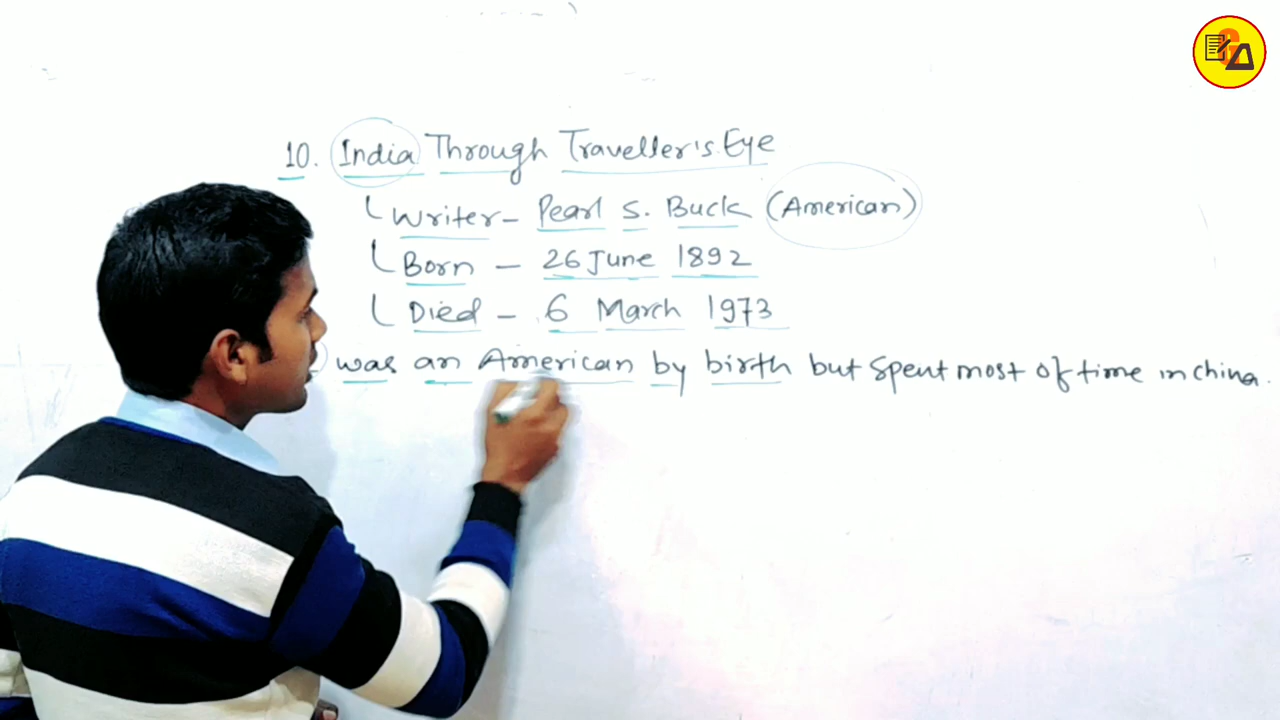 10. India Through Traveller's Eye
Writer - Pearl S. Buck (American)
Born - 26 June 1892
Died - 6 March 1973
was an American by birth but spent most of time in china.